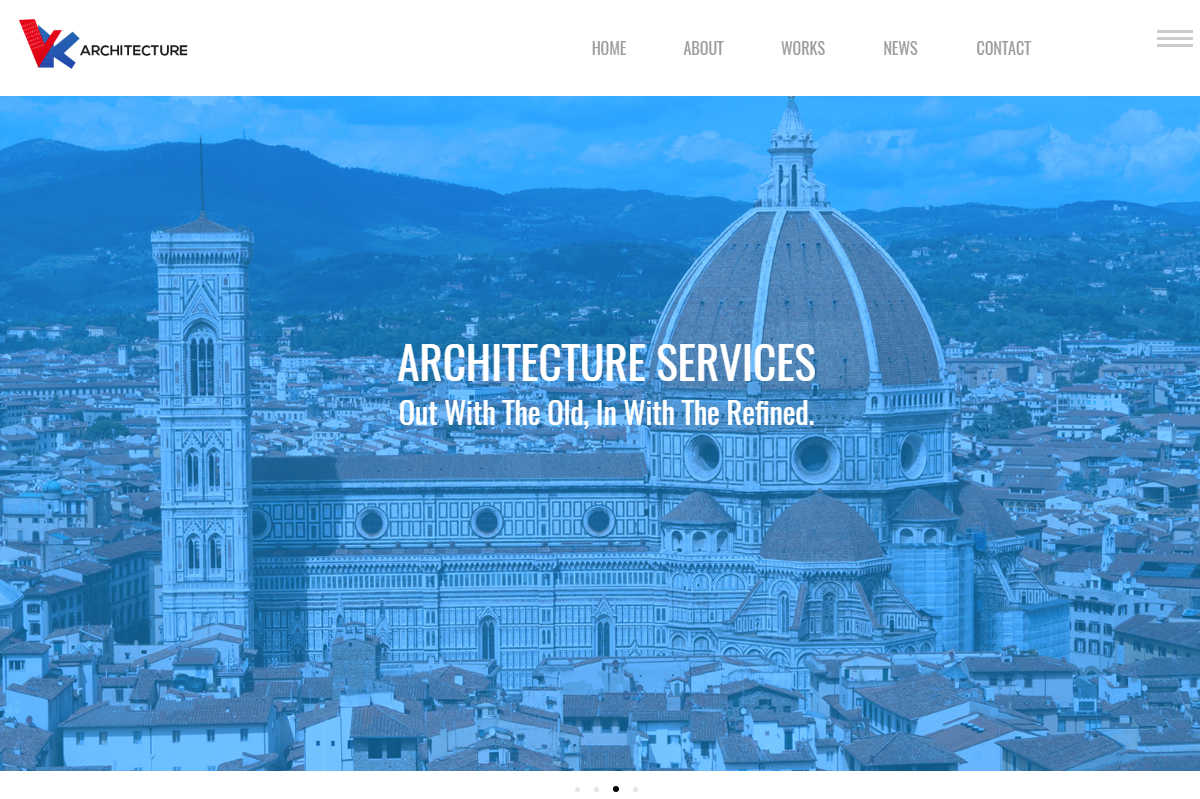 VK ARCHITECTURE
HOME ABOUT WORKS NEWS CONTACT
ARCHITECTURE SERVICES
Out With The Old, In With The Refined.